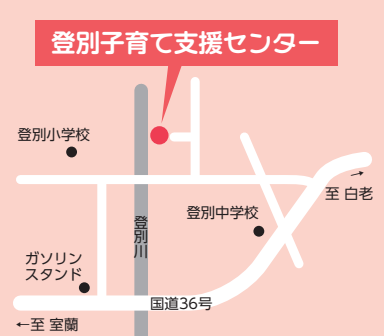 登別子育て支援センター
登別小学校
至 白老
登別中学校
登別川
ガソリン
スタンド
国道36号
←至 室蘭